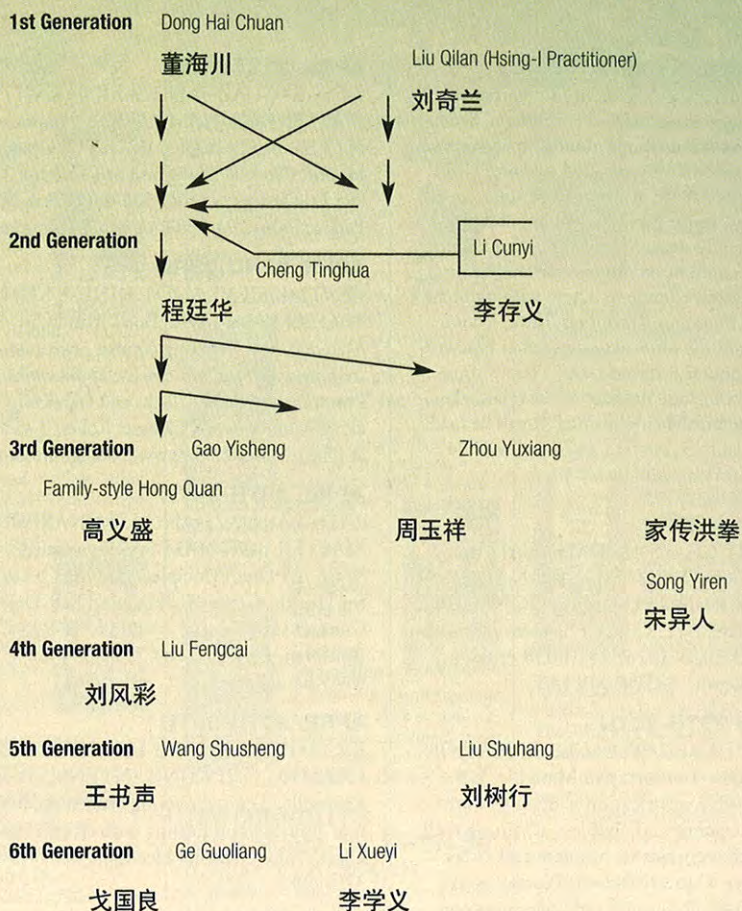 1st Generation Dong Hai Chuan
董海川
Liu Qilan (Hsing-I Practitioner)
刘奇兰
2nd Generation
Cheng Tinghua
Li Cunyi
程廷华 李存义
3rd Generation Gao Yisheng Zhou Yuxiang
Family-style Hong Quan
高义盛 周玉祥 家传洪拳
Song Yiren
宋异人
4th Generation Liu Fengcai
刘风彩
5th Generation Wang Shusheng Liu Shuhang
王书声 刘树行
6th Generation Ge Guoliang Li Xueyi
戈国良 李学义